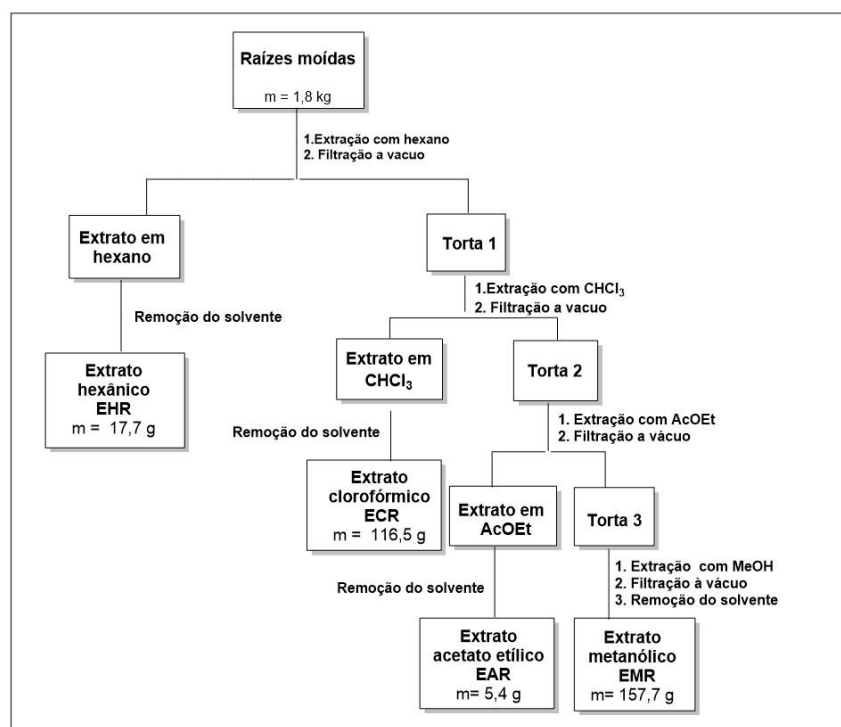 Raízes moídas
m = 1,8 kg
1.Extração com hexano
2. Filtração a vacuo
Extrato em
hexano
Torta 1
1.Extração com CHCl₃
2. Filtração a vacuo
Remoção do solvente
Extrato em
CHCl₃
Torta 2
Extrato
hexânico
EHR
m = 17,7 g
1. Extração com AcOEt
2. Filtração a vácuo
Remoção do solvente
Extrato
clorofórmico
ECR
m = 116,5 g
Extrato em
AcOEt
Torta 3
1. Extração com MeOH
2. Filtração à vácuo
3. Remoção do solvente
Remoção do solvente
Extrato
acetato etílico
EAR
m= 5,4 g
Extrato
metanólico
EMR
m= 157,7 g